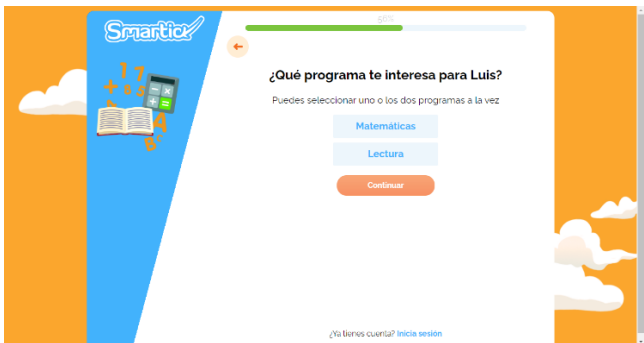 Smartick
56%
¿Qué programa te interesa para Luis?
Puedes seleccionar uno o los dos programas a la vez
Matemáticas
Lectura
Continuar
¿Ya tienes cuenta? Inicia sesión